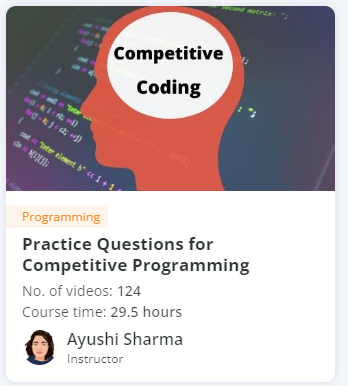 Competitive
Coding
Programming
Practice Questions for
Competitive Programming
No. of videos: 124
Course time: 29.5 hours
Ayushi Sharma
Instructor